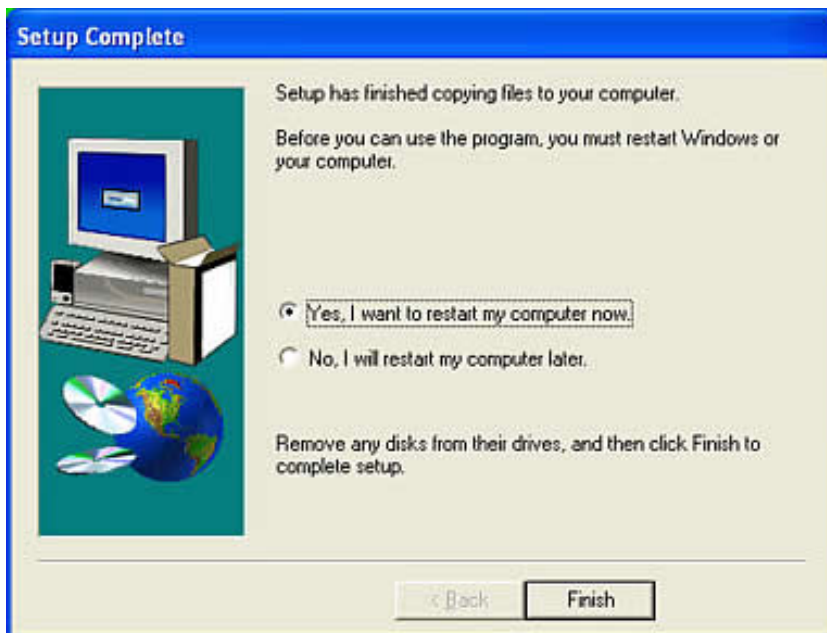 Setup Complete
Setup has finished copying files to your computer.
Before you can use the program, you must restart Windows or
your computer.
Yes, I want to restart my computer now.
No, I will restart my computer later.
Remove any disks from their drives, and then click Finish to
complete setup.
< Back
Finish